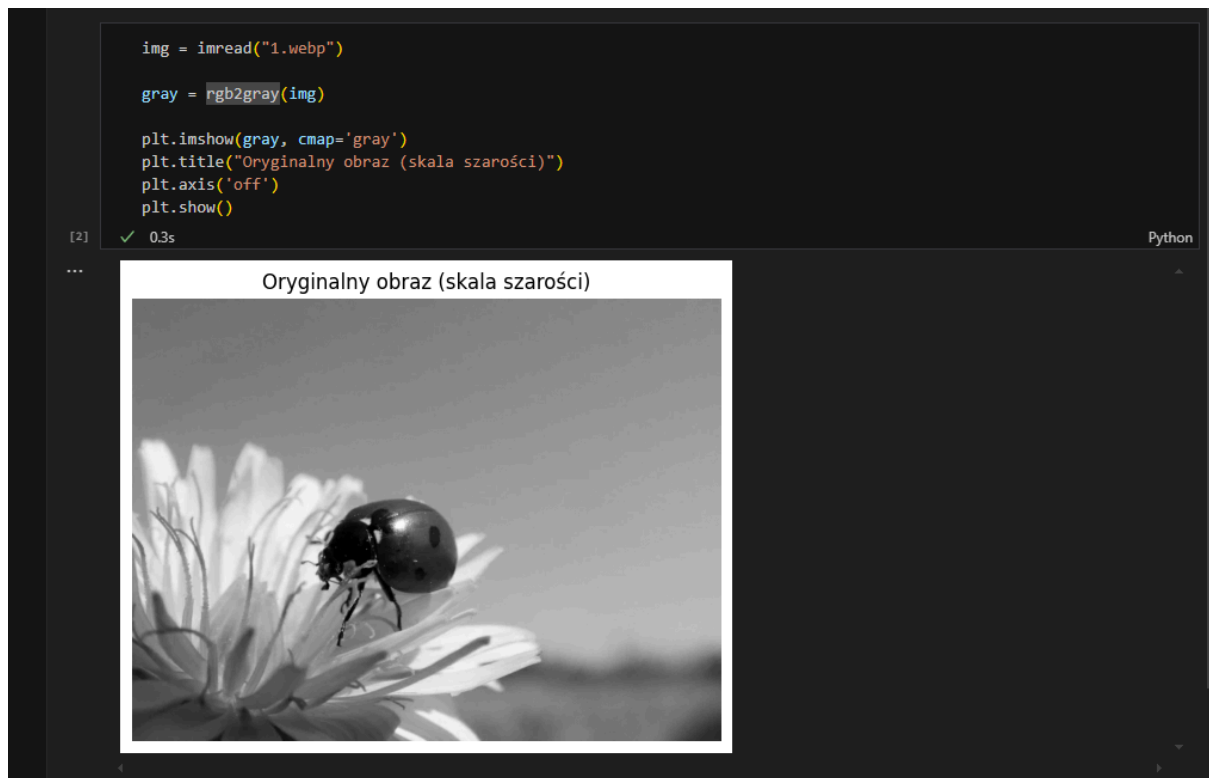 img = imread("1.webp")
gray = rgb2gray(img)
plt.imshow(gray, cmap='gray')
plt.title("Oryginalny obraz (skala szarości)")
plt.axis('off')
plt.show()
[2] ✓ 0.3s Python
...
Oryginalny obraz (skala szarości)